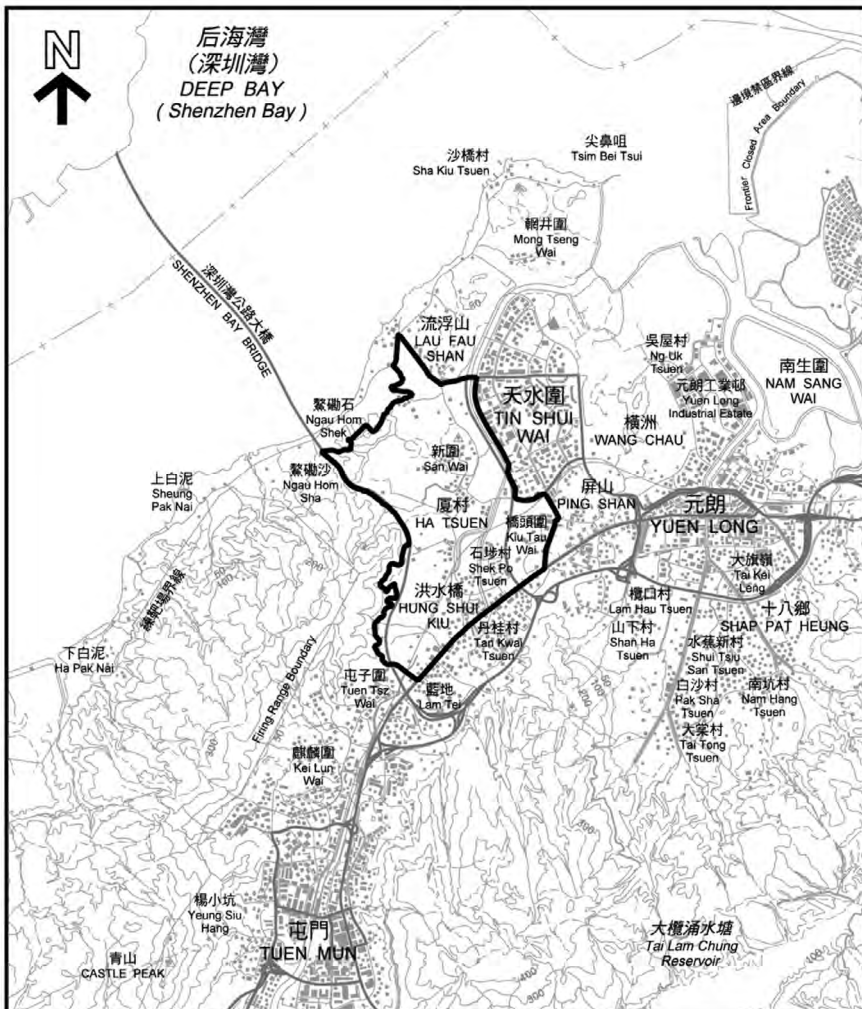 N
后海灣
(深圳灣)
DEEP BAY
( Shenzhen Bay )
邊境禁區界線
Frontier Closed Area Boundary
尖鼻咀
Tsim Bei Tsui
沙橋村
Sha Kiu Tsuen
輞井圍
Mong Tseng
Wai
深圳灣公路大橋
SHENZHEN BAY BRIDGE
流浮山
LAU FAU
SHAN
吳屋村
Ng Uk
Tsuen
南生圍
NAM SANG
WAI
元朗工業邨
Yuen Long
Industrial Estate
天水圍
TIN SHUI
WAI
鰲磡石
Ngau Hom
Shek
橫洲
WANG CHAU
新圍
San Wai
鰲磡沙
Ngau Hom
Sha
上白泥
Sheung
Pak Nai
屏山
PING SHAN
廈村
HA TSUEN
橋頭圍
Kiu Tau
Wai
元朗
YUEN LONG
石埗村
Shek Po
Tsuen
大旗嶺
Tai Kei
Leng
洪水橋
HUNG SHUI
KIU
欖口村
Lam Hau Tsuen
十八鄉
SHAP PAT HEUNG
練靶場界線
Firing Range Boundary
丹桂村
Tan Kwai
Tsuen
山下村
Shan Ha
Tsuen
水蕉新村
Shui Tsiu
San Tsuen
下白泥
Ha Pak Nai
屯子圍
Tuen Tsz
Wai
藍地
Lam Tei
白沙村
Pak Sha
Tsuen
南坑村
Nam Hang
Tsuen
大棠村
Tai Tong
Tsuen
麒麟圍
Kei Lun
Wai
楊小坑
Yeung Siu
Hang
屯門
TUEN MUN
青山
CASTLE PEAK
大欖涌水塘
Tai Lam Chung
Reservoir